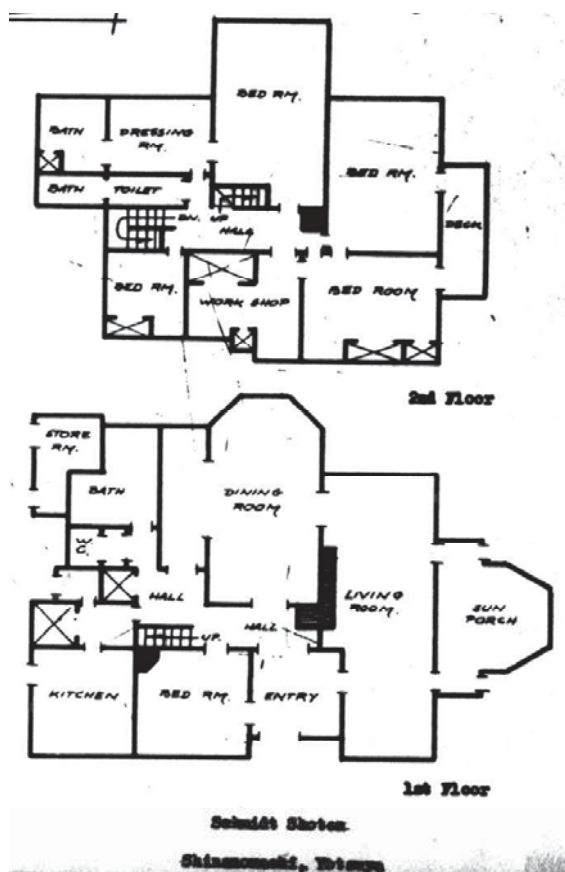 BED RM.
BATH
DRESSING RM.
BED RM.
BATH
TOILET
DN. UP
HALL
DECK
BED RM.
WORK SHOP
BED ROOM
2nd Floor
STORE RM.
BATH
DINING ROOM
W.C.
HALL
LIVING ROOM.
SUN PORCH
HALL
UP.
KITCHEN
BED RM.
ENTRY
1st Floor
Schmidt Shoten
Shinanomachi, Yotsuya